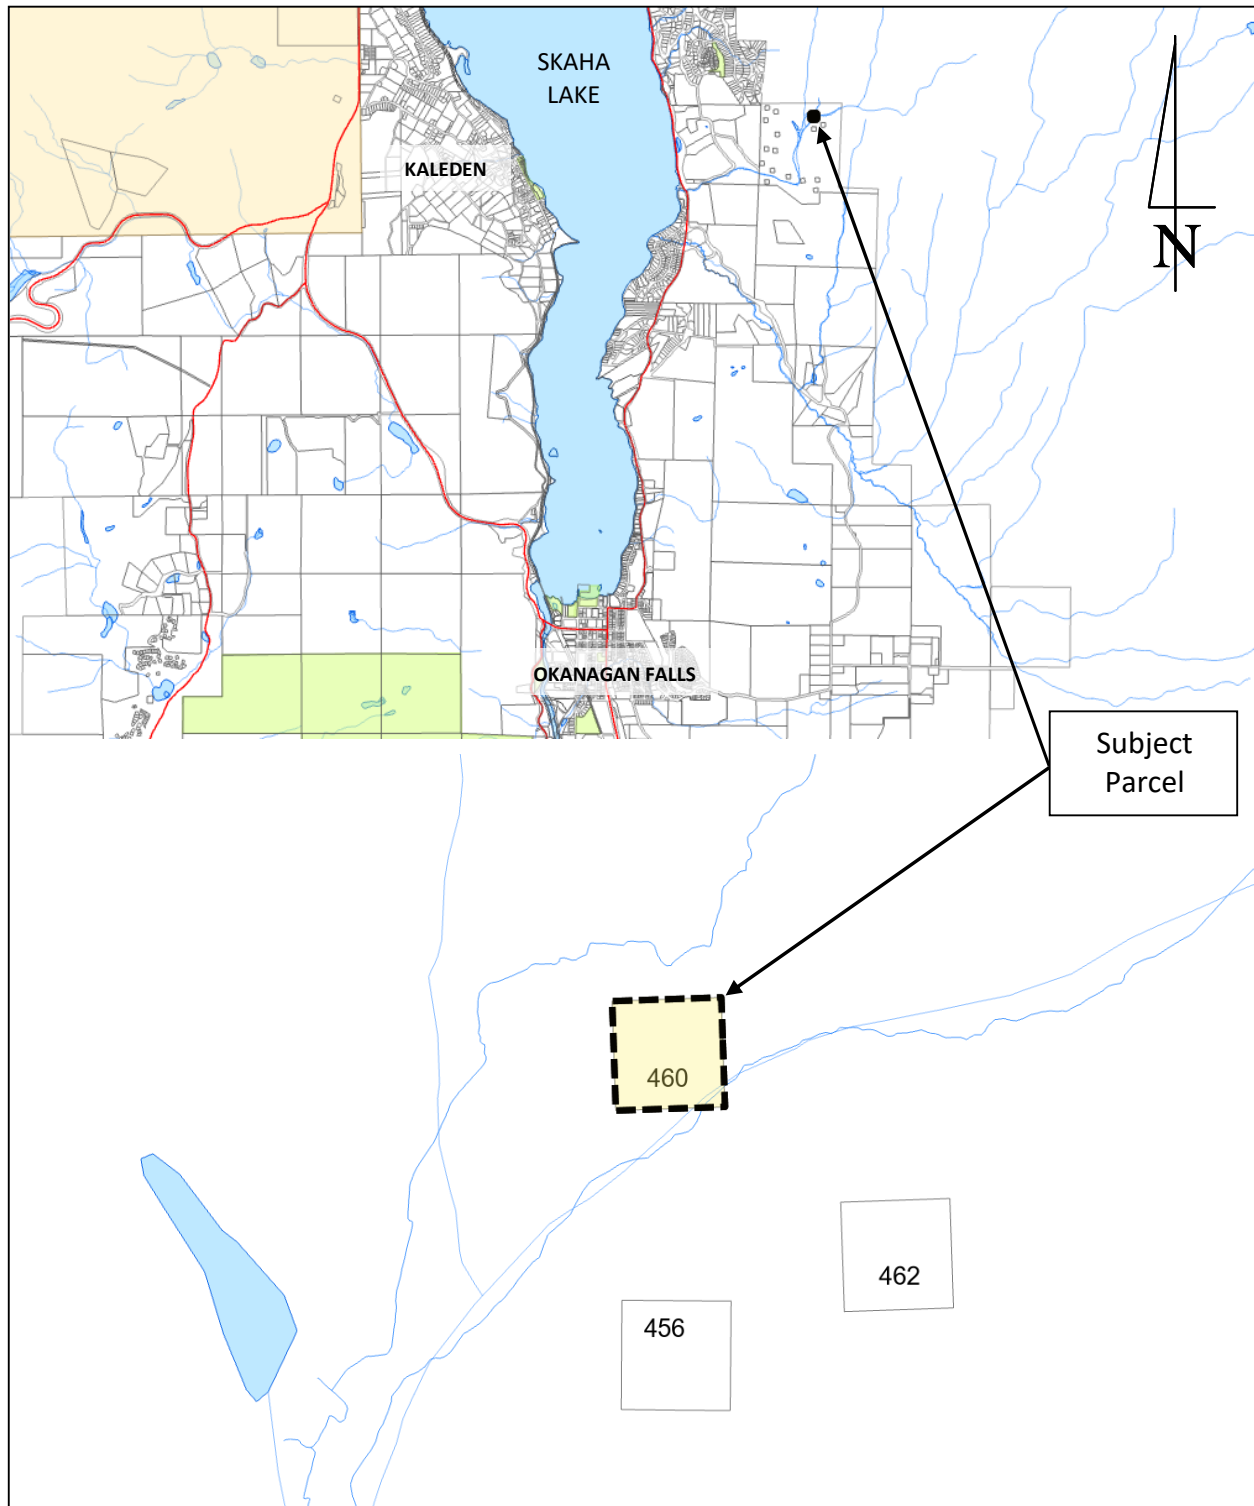 SKAHA
LAKE
KALEDEN
N
OKANAGAN FALLS
Subject
Parcel
460
462
456